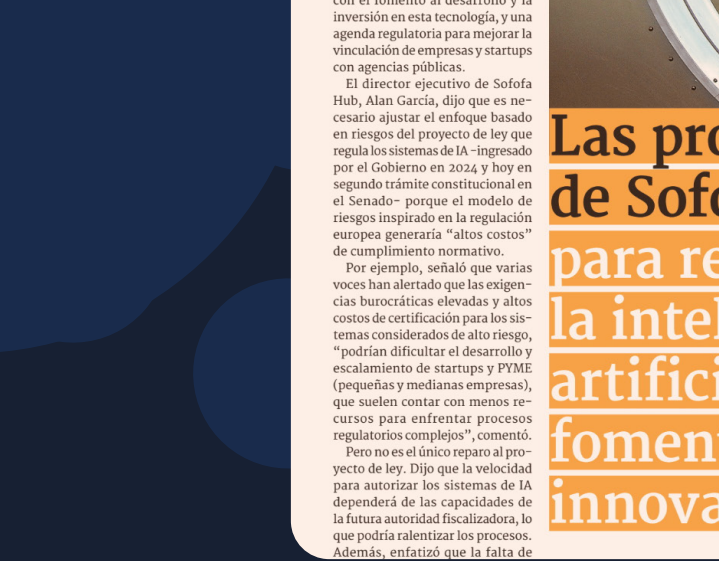 con el fomento al desarrollo y la
inversión en esta tecnología, y una
agenda regulatoria para mejorar la
vinculación de empresas y startups
con agencias públicas.
El director ejecutivo de Sofofa
Hub, Alan García, dijo que es ne-
cesario ajustar el enfoque basado
en riesgos del proyecto de ley que
regula los sistemas de IA -ingresado
por el Gobierno en 2024 y hoy en
segundo trámite constitucional en
el Senado- porque el modelo de
riesgos inspirado en la regulación
europea generaría “altos costos”
de cumplimiento normativo.
Por ejemplo, señaló que varias
voces han alertado que las exigen-
cias burocráticas elevadas y altos
costos de certificación para los sis-
temas considerados de alto riesgo,
“podrían dificultar el desarrollo y
escalamiento de startups y PYME
(pequeñas y medianas empresas),
que suelen contar con menos re-
cursos para enfrentar procesos
regulatorios complejos”, comentó.
Pero no es el único reparo al pro-
yecto de ley. Dijo que la velocidad
para autorizar los sistemas de IA
dependerá de las capacidades de
la futura autoridad fiscalizadora, lo
que podría ralentizar los procesos.
Además, enfatizó que la falta de
Las pro
de Sofo
para re
la intel
artifici
foment
innova